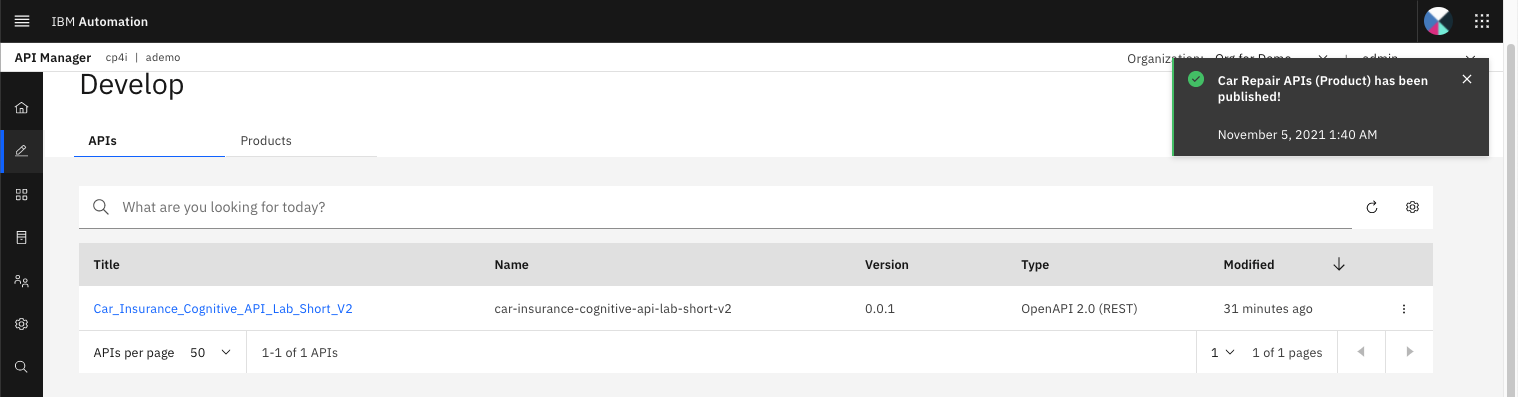 IBM Automation
API Manager cp4i | ademo
Organization: Org for Demo | admin
Develop
Car Repair APIs (Product) has been
published!
November 5, 2021 1:40 AM
APIs Products
What are you looking for today?
Title Name Version Type Modified
Car_Insurance_Cognitive_API_Lab_Short_V2 car-insurance-cognitive-api-lab-short-v2 0.0.1 OpenAPI 2.0 (REST) 31 minutes ago
APIs per page 50 1-1 of 1 APIs 1 1 of 1 pages